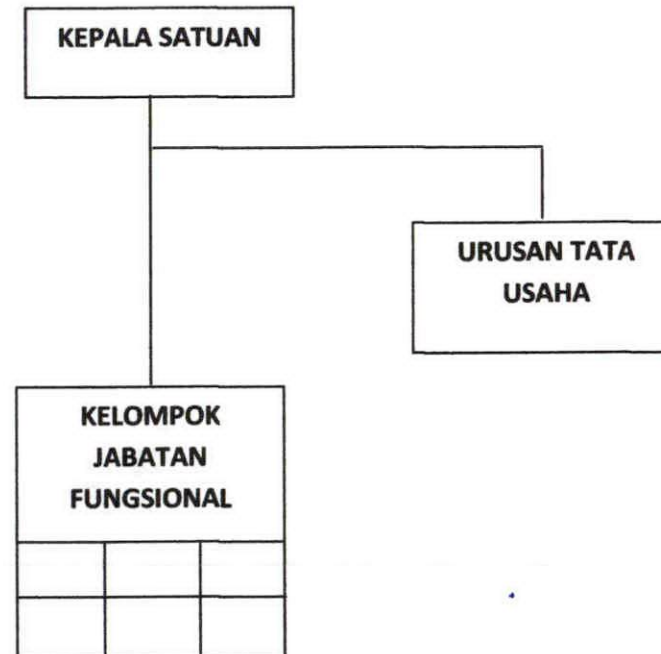 KEPALA SATUAN
URUSAN TATA
USAHA
KELOMPOK
JABATAN
FUNGSIONAL